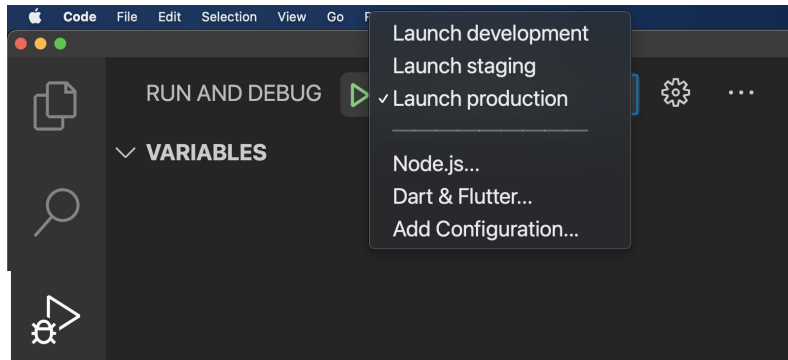 Code File Edit Selection View Go
Launch development
Launch staging
✓ Launch production
RUN AND DEBUG
VARIABLES
Node.js...
Dart & Flutter...
Add Configuration...